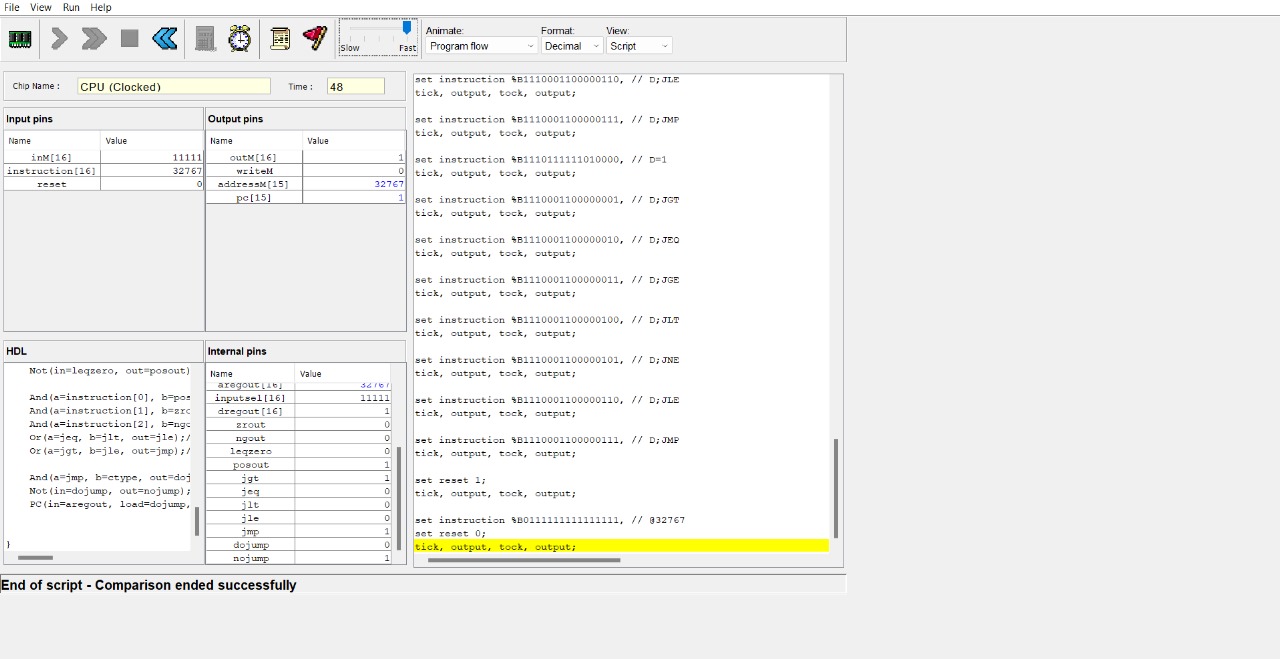 File View Run Help
Animate: Format: View:
Slow Fast Program flow Decimal Script
Chip Name : CPU (Clocked) Time : 48
Input pins
Name Value
inM[16] 11111
instruction[16] 32767
reset 0
Output pins
Name Value
outM[16] 1
writeM 0
addressM[15] 32767
pc[15] 1
HDL
Not(in=leqzero, out=posout)
And(a=instruction[0], b=pos
And(a=instruction[1], b=zro
And(a=instruction[2], b=ngo
Or(a=jeq, b=jlt, out=jle);/
Or(a=jgt, b=jle, out=jmp);/
And(a=jmp, b=ctype, out=doj
Not(in=dojump, out=nojump);
PC(in=aregout, load=dojump,
}
Internal pins
Name Value
aregout[16] 32767
inputsel[16] 11111
dregout[16] 1
zrout 0
ngout 0
leqzero 0
posout 1
jgt 1
jeq 0
jlt 0
jle 0
jmp 1
dojump 0
nojump 1
set instruction %B1110001100000110, // D;JLE
tick, output, tock, output;
set instruction %B1110001100000111, // D;JMP
tick, output, tock, output;
set instruction %B1110111111010000, // D=1
tick, output, tock, output;
set instruction %B1110001100000001, // D;JGT
tick, output, tock, output;
set instruction %B1110001100000010, // D;JEQ
tick, output, tock, output;
set instruction %B1110001100000011, // D;JGE
tick, output, tock, output;
set instruction %B1110001100000100, // D;JLT
tick, output, tock, output;
set instruction %B1110001100000101, // D;JNE
tick, output, tock, output;
set instruction %B1110001100000110, // D;JLE
tick, output, tock, output;
set instruction %B1110001100000111, // D;JMP
tick, output, tock, output;
set reset 1;
tick, output, tock, output;
set instruction %B0111111111111111, // @32767
set reset 0;
tick, output, tock, output;
End of script - Comparison ended successfully